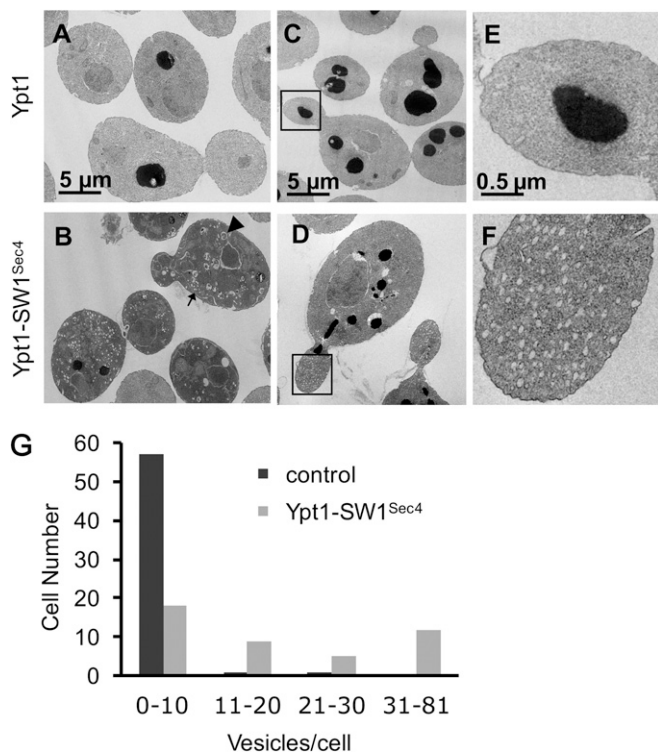 Ypt1
A
C
E
5 µm
5 µm
0.5 µm
Ypt1-SW1Sec4
B
D
F
G
60
50
40
30
20
10
0
Cell Number
control
Ypt1-SW1Sec4
0-10 11-20 21-30 31-81
Vesicles/cell